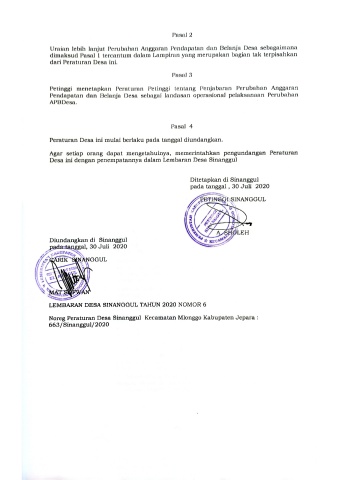 Pasal 2
Uraian lebih lanjut Perubahan Anggaran Pendapatan dan Belanja Desa sebagaimana
dimaksud Pasal 1 tercantum dalam Lampiran yang merupakan bagian tak terpisahkan
dari Peraturan Desa ini.
Pasal 3
Petinggi menetapkan Peraturan Petinggi tentang Penjabaran Perubahan Anggaran
Pendapatan dan Belanja Desa sebagai landasan operasional pelaksanaan Perubahan
APBDesa.
Pasal 4
Peraturan Desa ini mulai berlaku pada tanggal diundangkan.
Agar setiap orang dapat mengetahuinya, memerintahkan pengundangan Peraturan
Desa ini dengan penempatannya dalam Lembaran Desa Sinanggul
Ditetapkan di Sinanggul
pada tanggal , 30 Juli 2020
PETINGGI SINANGGUL
A. SHOLEH
Diundangkan di Sinanggul
pada tanggal, 30 Juli 2020
CARIK SINANGGUL
LEMBARAN DESA SINANGGUL TAHUN 2020 NOMOR 6
Noreg Peraturan Desa Sinanggul Kecamatan Mlonggo Kabupaten Jepara :
663/Sinanggul/2020